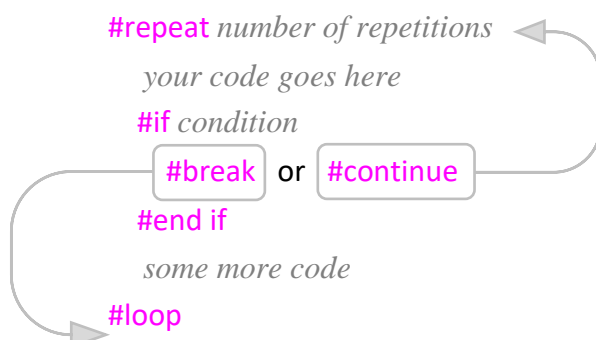 #repeat number of repetitions
your code goes here
#if condition
#break or #continue
#end if
some more code
#loop